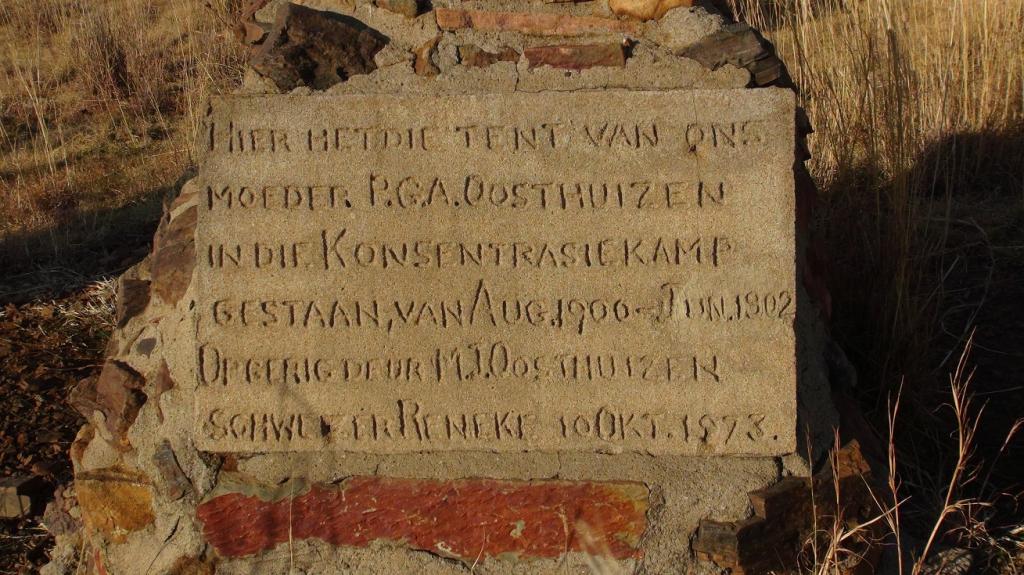 HIER HET DIE TENT VAN ONS
MOEDER P.G.A. OOSTHUIZEN
IN DIE KONSENTRASIEKAMP
GESTAAN, VAN AUG. 1900 - JUN. 1902
OPGERIG DEUR M.J. OOSTHUIZEN
SCHWEIZER RENEKE 10 OKT. 1973.